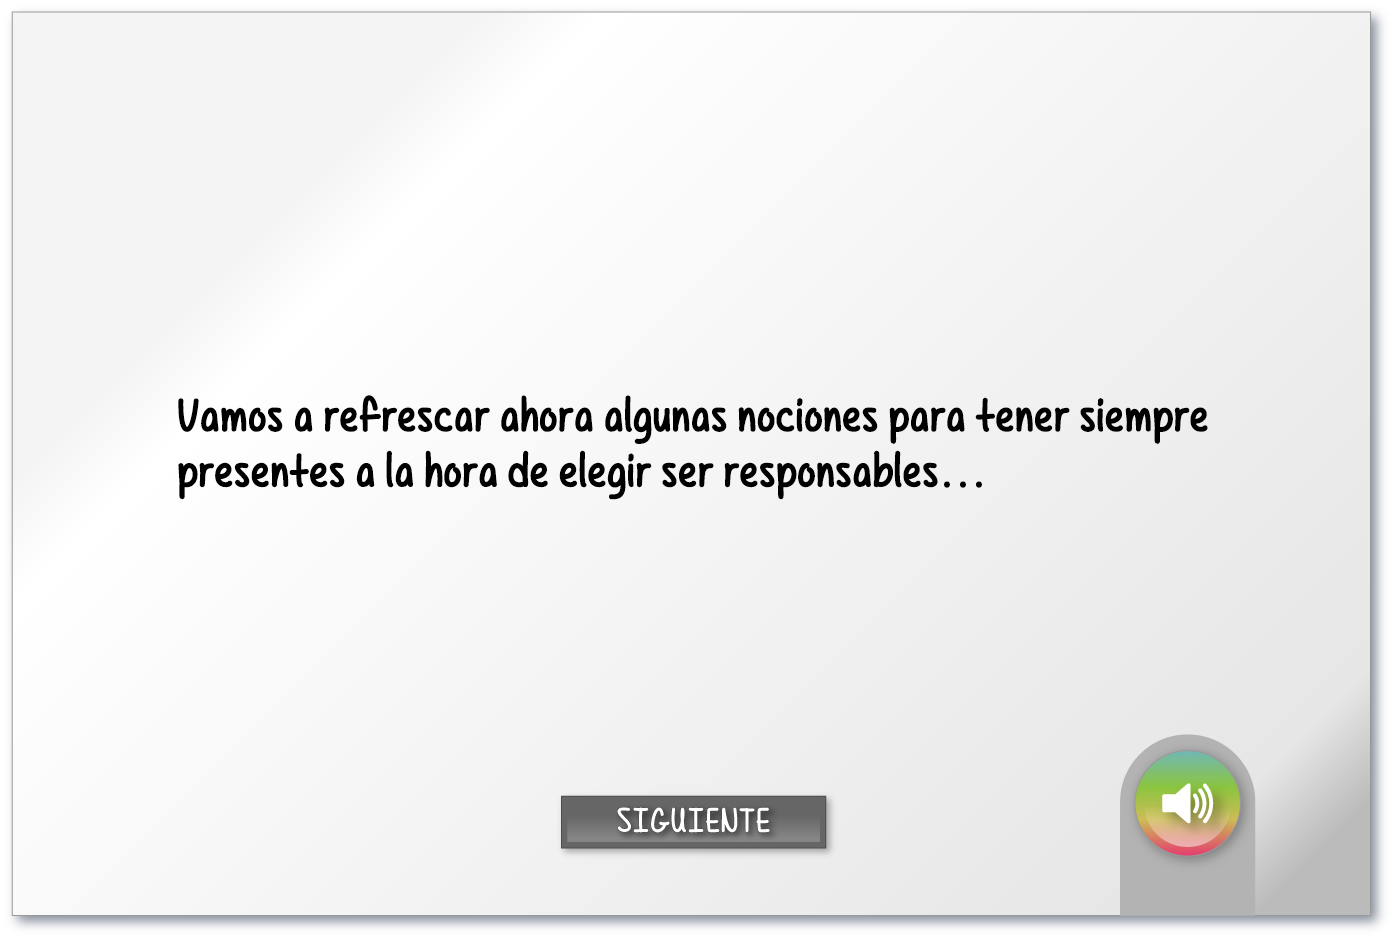 Vamos a refrescar ahora algunas nociones para tener siempre
presentes a la hora de elegir ser responsables...
SIGUIENTE